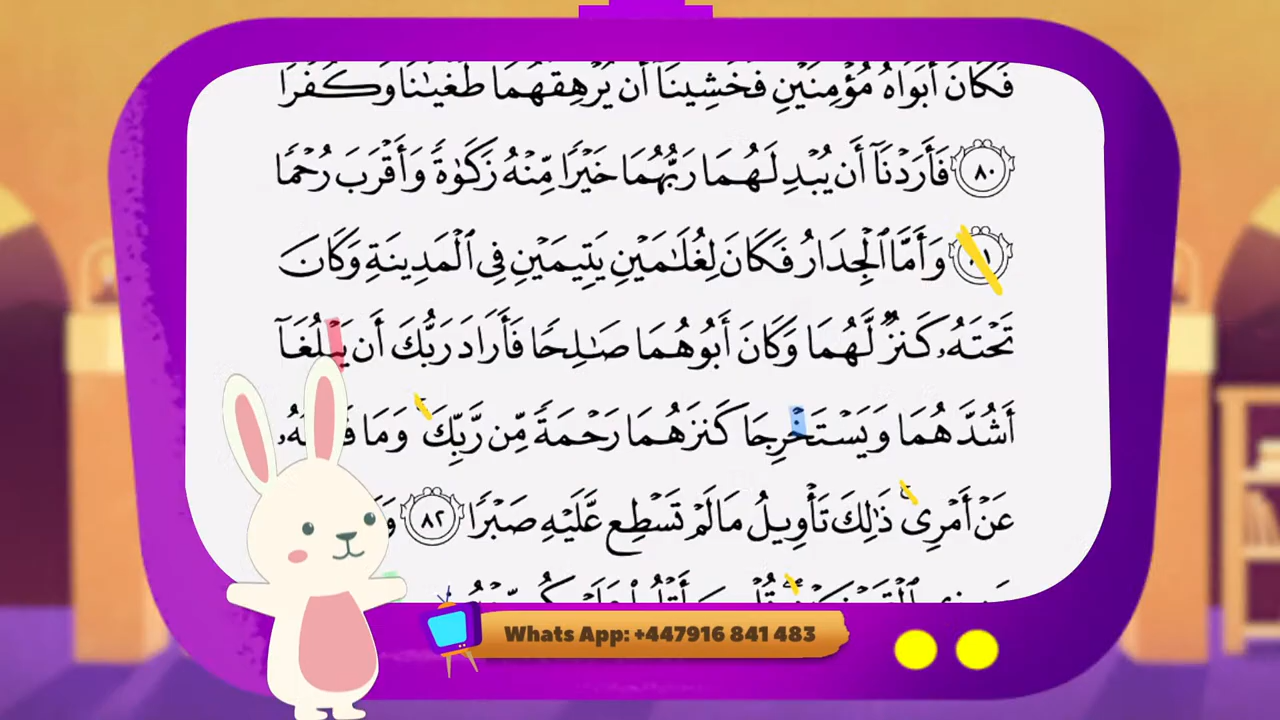 فَكَانَ أَبَوَاهُ مُؤْمِنَيْنِ فَخَشِينَآ أَن يُرْهِقَهُمَا طُغْيَٰنًا وَكُفْرًا
٨٠ فَأَرَدْنَآ أَن يُبْدِلَهُمَا رَبُّهُمَا خَيْرًا مِّنْهُ زَكَوٰةً وَأَقْرَبَ رُحْمًا
وَأَمَّا ٱلْجِدَارُ فَكَانَ لِغُلَٰمَيْنِ يَتِيمَيْنِ فِى ٱلْمَدِينَةِ وَكَانَ
تَحْتَهُۥ كَنزٌ لَّهُمَا وَكَانَ أَبُوهُمَا صَٰلِحًا فَأَرَادَ رَبُّكَ أَن يَبْلُغَآ
أَشُدَّهُمَا وَيَسْتَخْرِجَا كَنزَهُمَا رَحْمَةً مِّن رَّبِّكَ ۚ وَمَا
عَنْ أَمْرِى ۚ ذَٰلِكَ تَأْوِيلُ مَا لَمْ تَسْطِع عَّلَيْهِ صَبْرًا ٨٢
Whats App: +447916 841 483